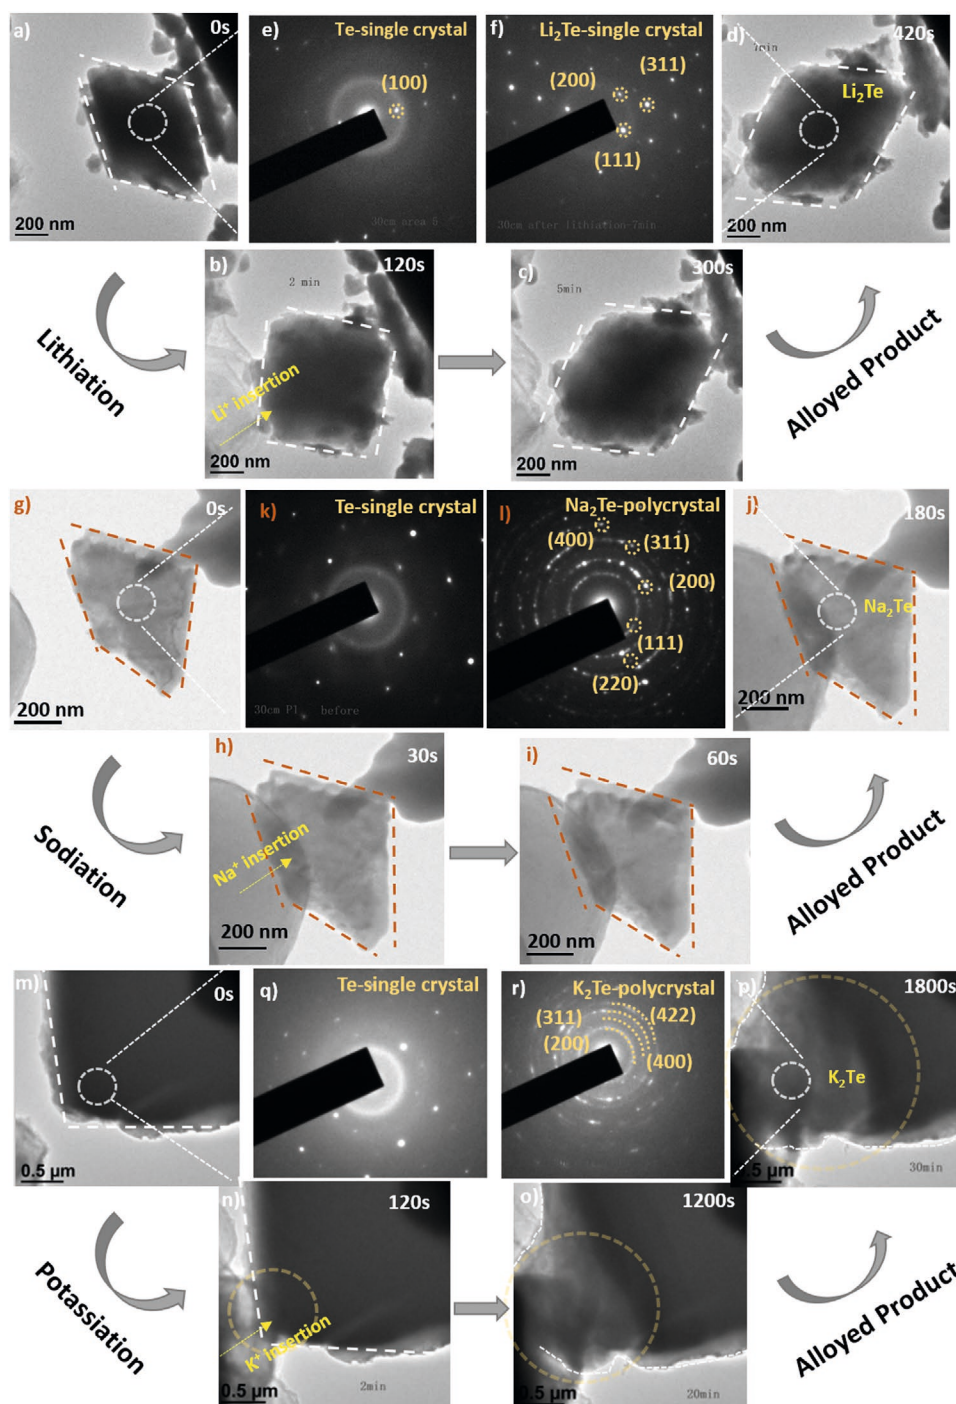 a)
0s
200 nm
e)
Te-single crystal
(100)
30cm area 5
f)
Li₂Te-single crystal
(311)
(200)
(111)
30cm after lithiation-7min
d)
7min
420s
Li₂Te
200 nm
Lithiation
b)
120s
2 min
Li⁺ insertion
200 nm
c)
300s
5min
200 nm
Alloyed Product
g)
0s
200 nm
k)
Te-single crystal
30cm P1 before
l)
Na₂Te-polycrystal
(400)
(311)
(200)
(111)
(220)
j)
180s
Na₂Te
200 nm
Sodiation
h)
30s
Na⁺ insertion
200 nm
i)
60s
200 nm
Alloyed Product
m)
0s
0.5 µm
q)
Te-single crystal
r)
K₂Te-polycrystal
(311)
(422)
(200)
(400)
p)
1800s
K₂Te
0.5 µm
30min
Potassiation
n)
120s
K⁺ Insertion
0.5 µm
2min
o)
1200s
0.5 µm
20min
Alloyed Product